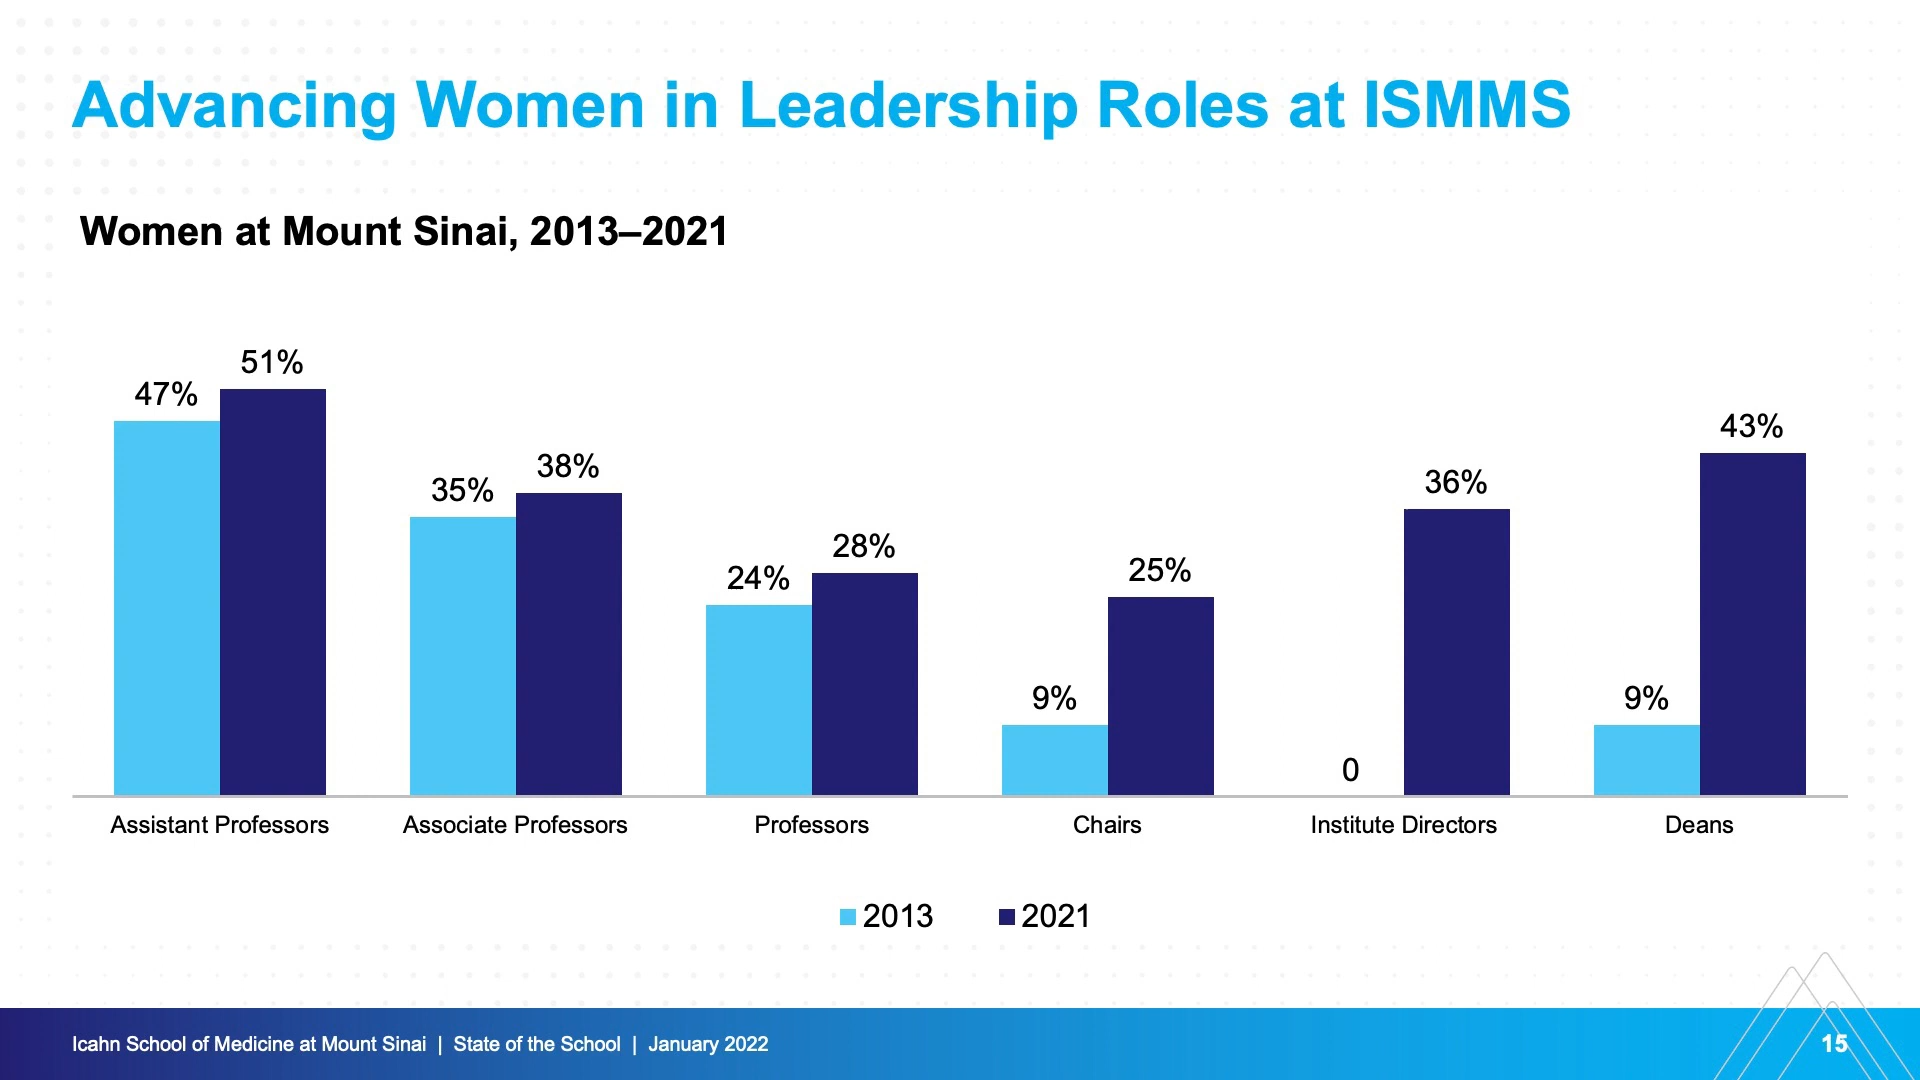 Advancing Women in Leadership Roles at ISMMS
Women at Mount Sinai, 2013–2021
47%
51%
35%
38%
24%
28%
9%
25%
0
36%
9%
43%
Assistant Professors
Associate Professors
Professors
Chairs
Institute Directors
Deans
2013
2021
Icahn School of Medicine at Mount Sinai | State of the School | January 2022
15